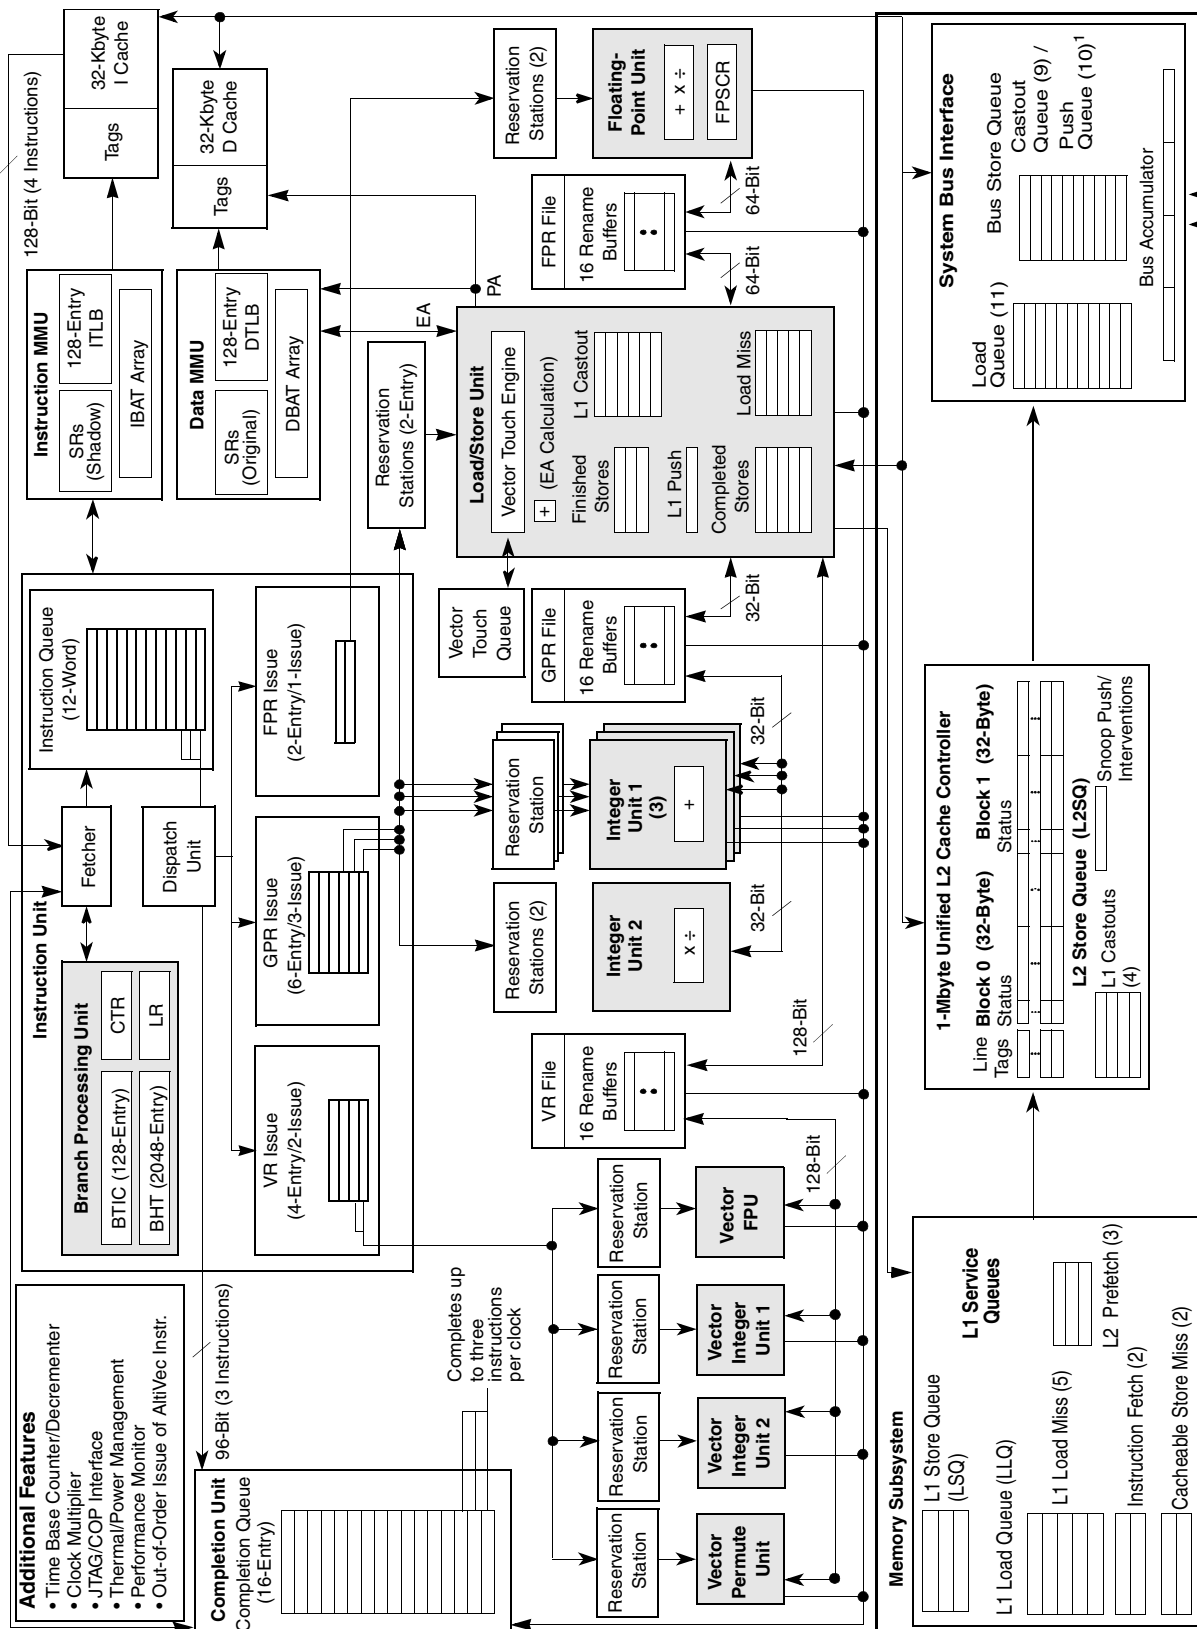 Additional Features
• Time Base Counter/Decrementer
• Clock Multiplier
• JTAG/COP Interface
• Thermal/Power Management
• Performance Monitor
• Out-of-Order Issue of AltiVec Instr.
96-Bit (3 Instructions)
Instruction Unit
Branch Processing Unit
BTIC (128-Entry)
CTR
BHT (2048-Entry)
LR
Fetcher
Dispatch
Unit
Instruction Queue
(12-Word)
VR Issue
(4-Entry/2-Issue)
GPR Issue
(6-Entry/3-Issue)
FPR Issue
(2-Entry/1-Issue)
128-Bit (4 Instructions)
Instruction MMU
SRs
(Shadow)
128-Entry
ITLB
IBAT Array
Data MMU
SRs
(Original)
128-Entry
DTLB
DBAT Array
Tags
32-Kbyte
I Cache
Tags
32-Kbyte
D Cache
EA
PA
Completion Unit
Completion Queue
(16-Entry)
Completes up
to three
instructions
per clock
Reservation
Station
Reservation
Station
Reservation
Station
Reservation
Station
Vector
Permute
Unit
Vector
Integer
Unit 2
Vector
Integer
Unit 1
Vector
FPU
128-Bit
VR File
16 Rename
Buffers
128-Bit
Reservation
Stations (2)
Integer
Unit 2
x ÷
32-Bit
Reservation
Station
Integer
Unit 1
(3)
+
32-Bit
Vector
Touch
Queue
GPR File
16 Rename
Buffers
32-Bit
Reservation
Stations (2-Entry)
Load/Store Unit
Vector Touch Engine
+
(EA Calculation)
Finished
Stores
L1 Castout
L1 Push
Completed
Stores
Load Miss
FPR File
16 Rename
Buffers
64-Bit
64-Bit
Reservation
Stations (2)
Floating-
Point Unit
+ x ÷
FPSCR
Memory Subsystem
L1 Store Queue
(LSQ)
L1 Service
Queues
L1 Load Queue (LLQ)
L1 Load Miss (5)
L2 Prefetch (3)
Instruction Fetch (2)
Cacheable Store Miss (2)
1-Mbyte Unified L2 Cache Controller
Line
Tags
Block 0 (32-Byte)
Status
Block 1 (32-Byte)
Status
L2 Store Queue (L2SQ)
L1 Castouts
(4)
Snoop Push/
Interventions
System Bus Interface
Load
Queue (11)
Bus Store Queue
Castout
Queue (9) /
Push
Queue (10)1
Bus Accumulator